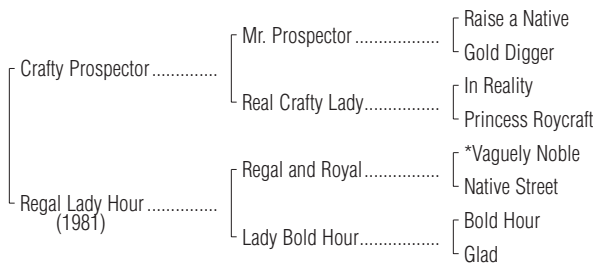 Raise a Native
Mr. Prospector ..................
Gold Digger
Crafty Prospector ..............
In Reality
Real Crafty Lady................
Princess Roycraft
*Vaguely Noble
Regal and Royal................
Native Street
Regal Lady Hour ...............
(1981)
Bold Hour
Lady Bold Hour.................
Glad